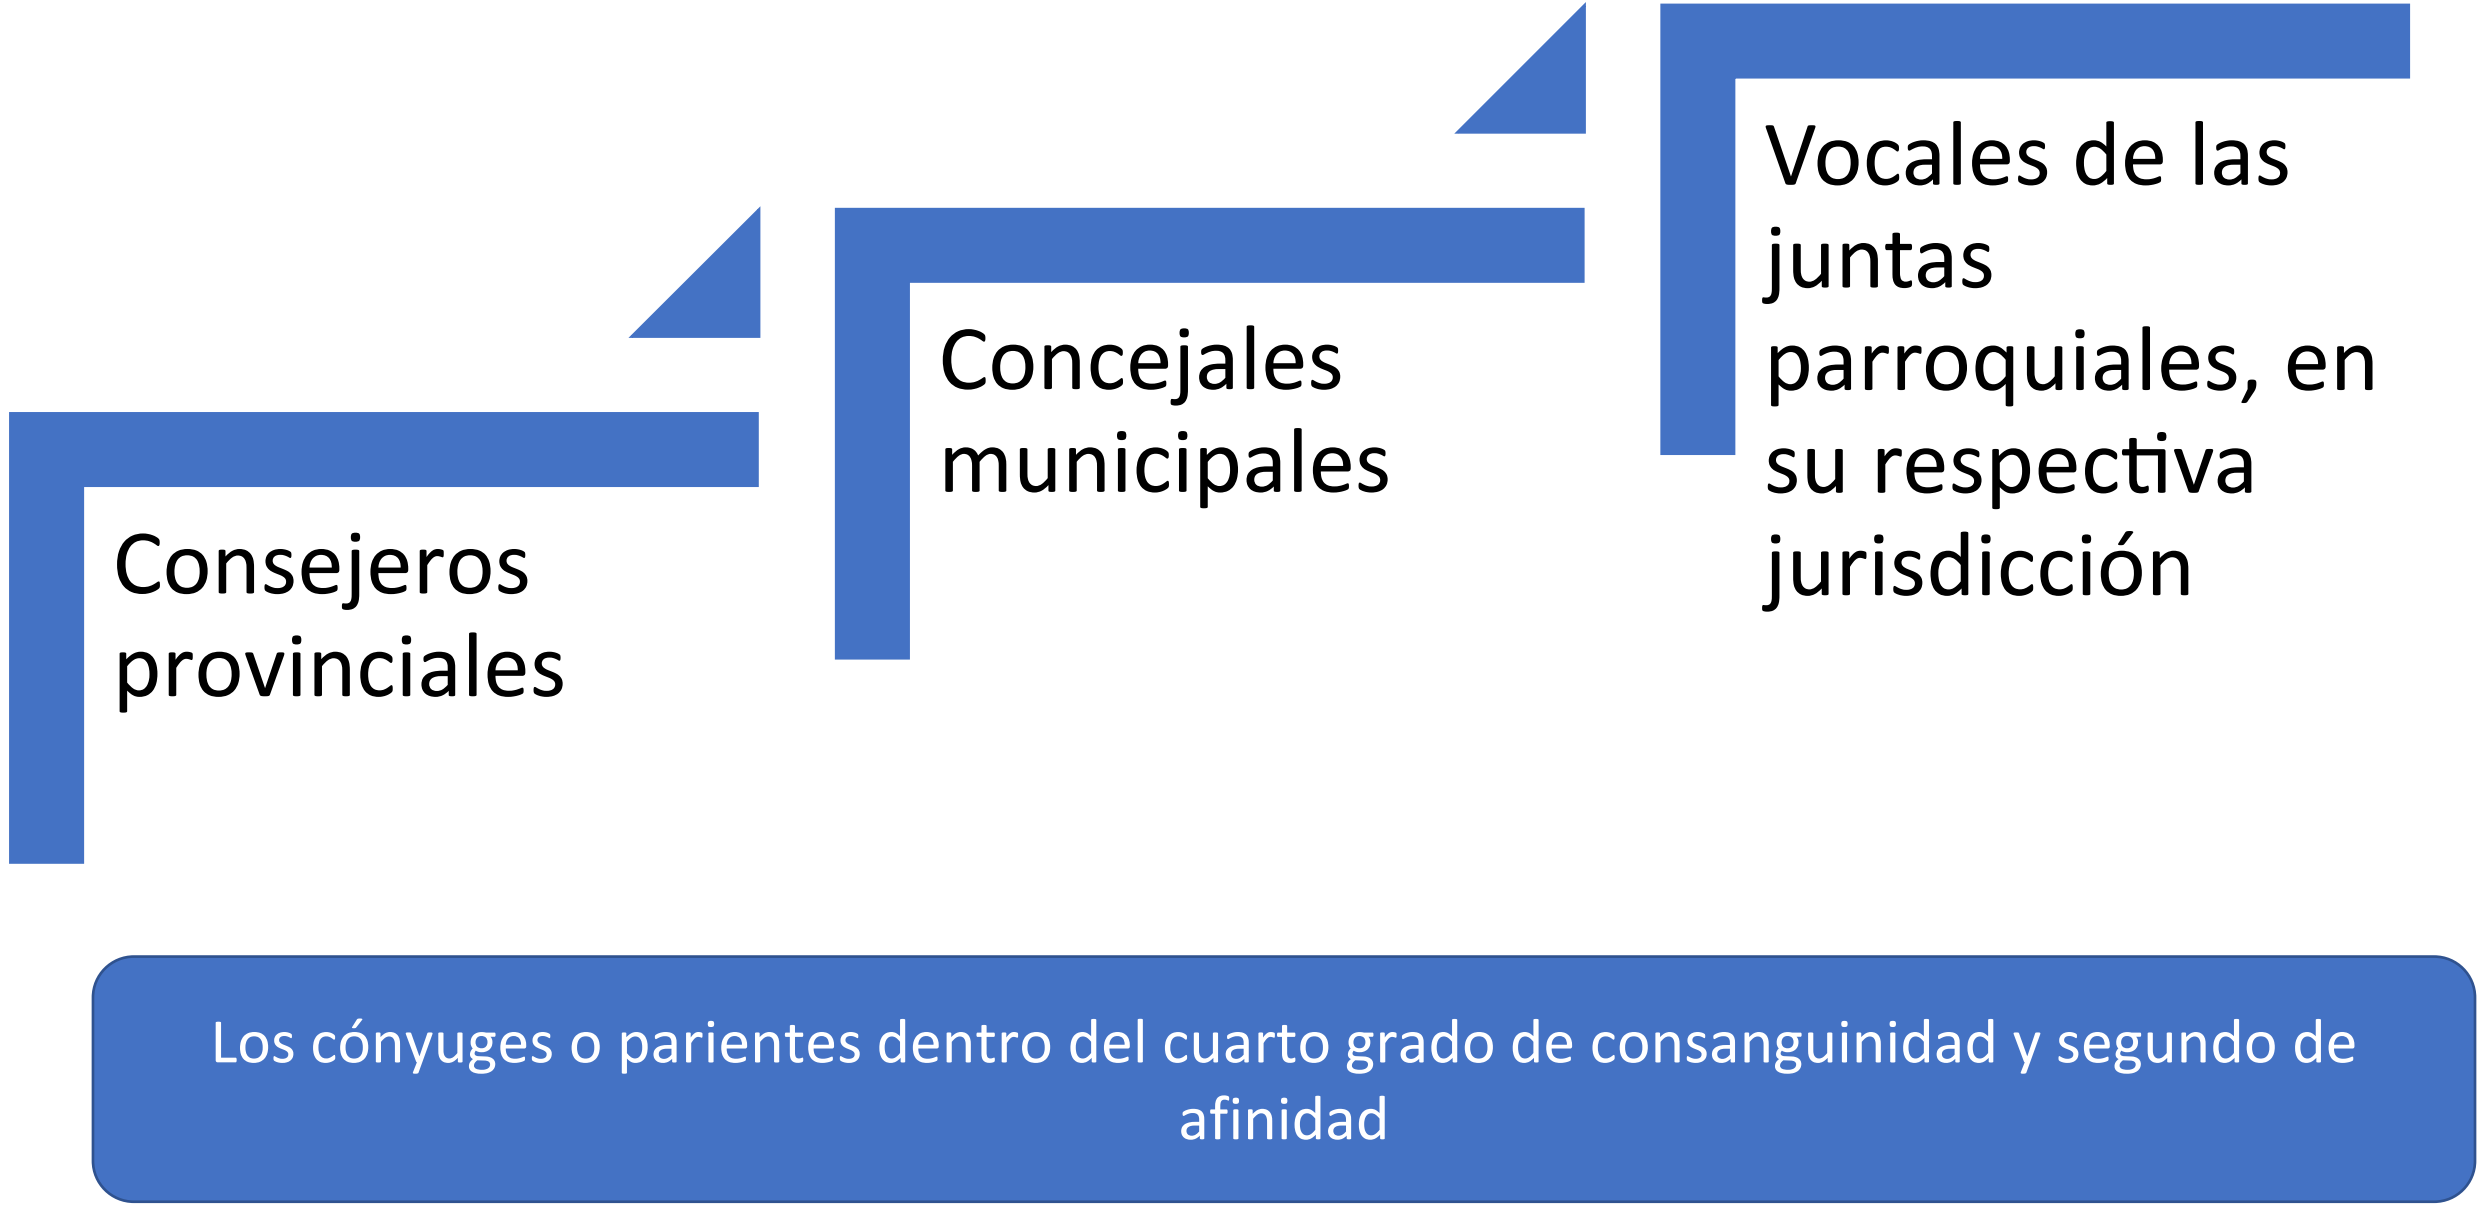 Consejeros
provinciales
Concejales
municipales
Vocales de las
juntas
parroquiales, en
su respectiva
jurisdicción
Los cónyuges o parientes dentro del cuarto grado de consanguinidad y segundo de
afinidad